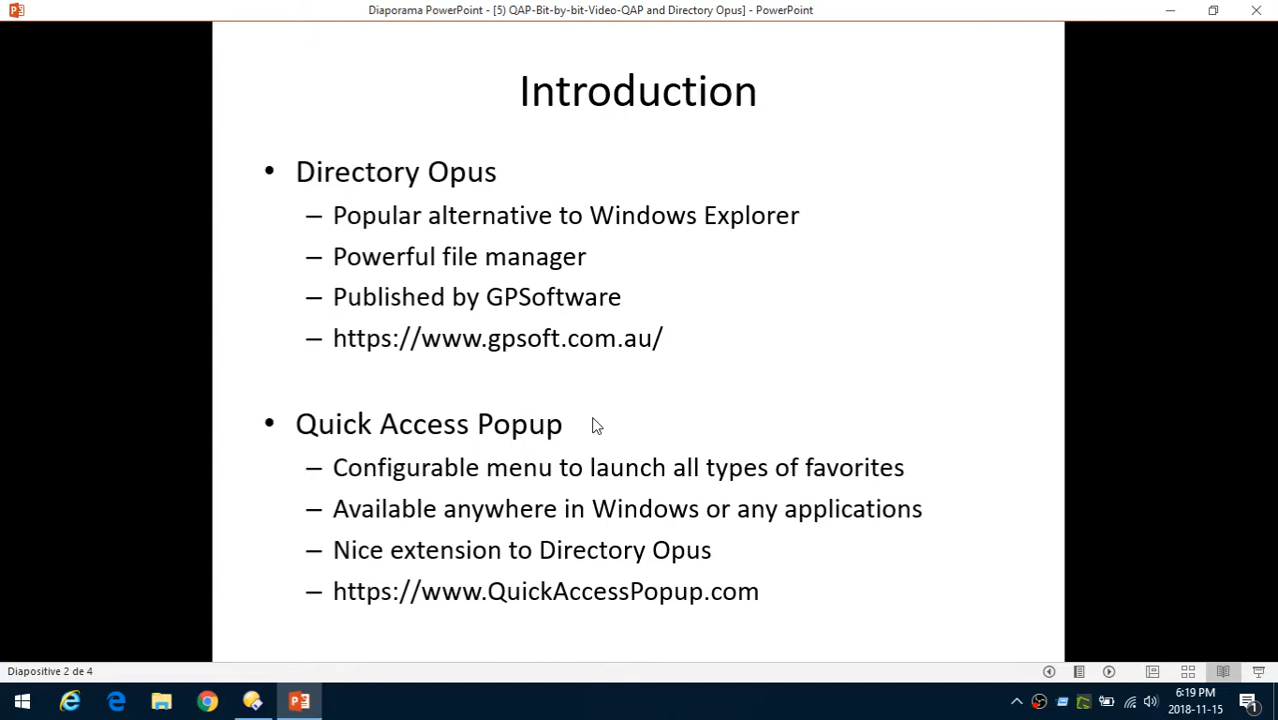 Diaporama PowerPoint - [5) QAP-Bit-by-bit-Video-QAP and Directory Opus] - PowerPoint
Introduction
• Directory Opus
– Popular alternative to Windows Explorer
– Powerful file manager
– Published by GPSoftware
– https://www.gpsoft.com.au/
• Quick Access Popup
– Configurable menu to launch all types of favorites
– Available anywhere in Windows or any applications
– Nice extension to Directory Opus
– https://www.QuickAccessPopup.com
Diapositive 2 de 4
6:19 PM
2018-11-15
1